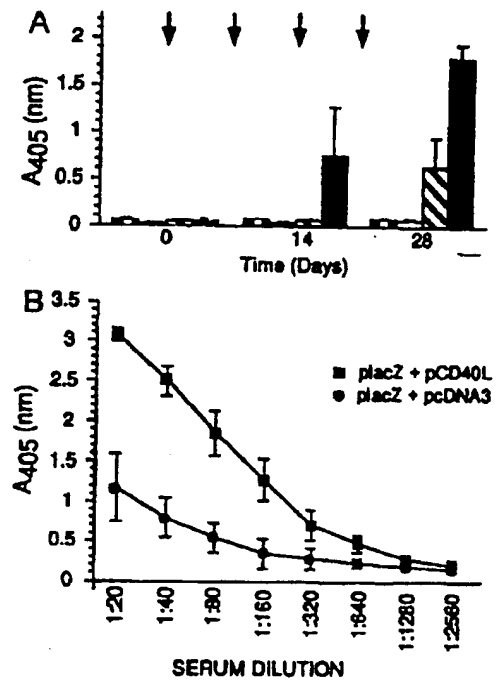 A
2
1.5
1
0.5
0
A405 (nm)
0 14 28
Time (Days)
B
3.5
3
2.5
2
1.5
1
0.5
0
A405 (nm)
placZ + pCD40L
placZ + pcDNA3
1:20 1:40 1:80 1:160 1:320 1:640 1:1280 1:2560
SERUM DILUTION